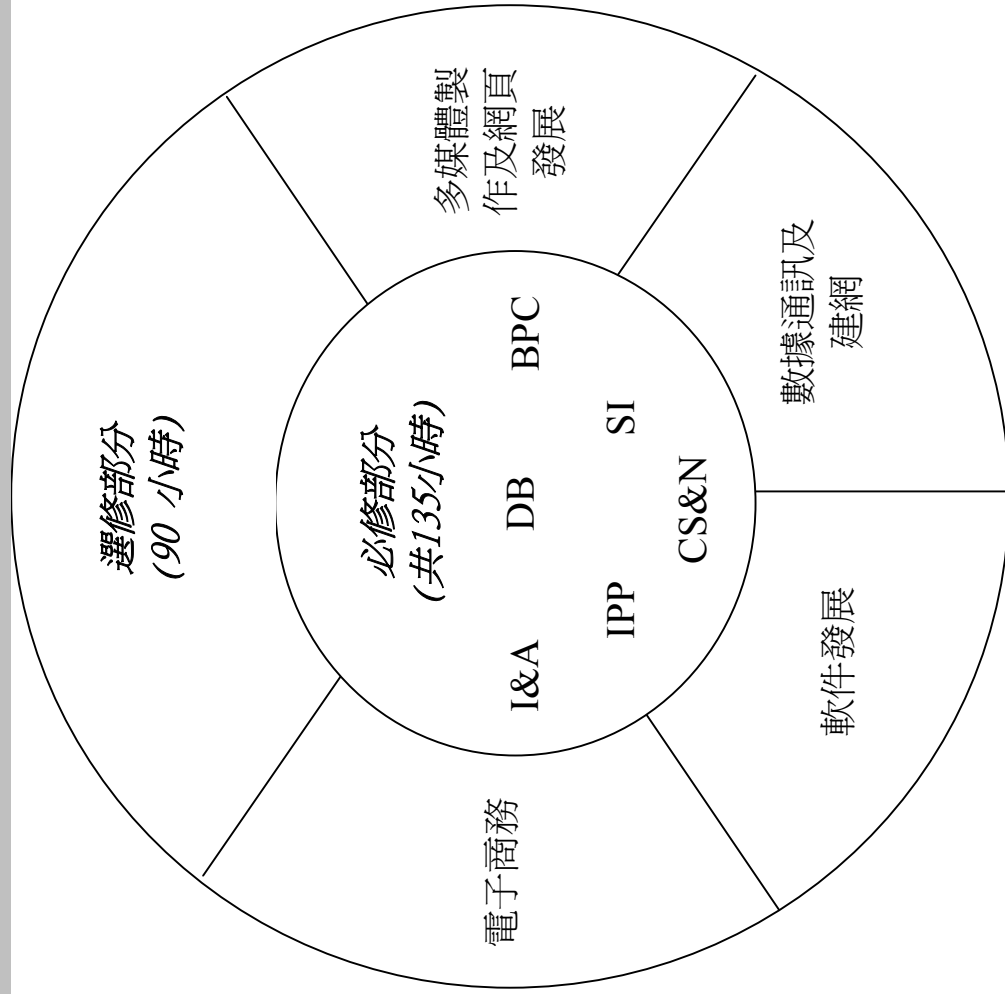 選修部分
(90 小時)
必修部分
(共135小時)
I&A
DB
BPC
IPP
SI
CS&N
電子商務
多媒體製
作及網頁
發展
軟件發展
數據通訊及
建網